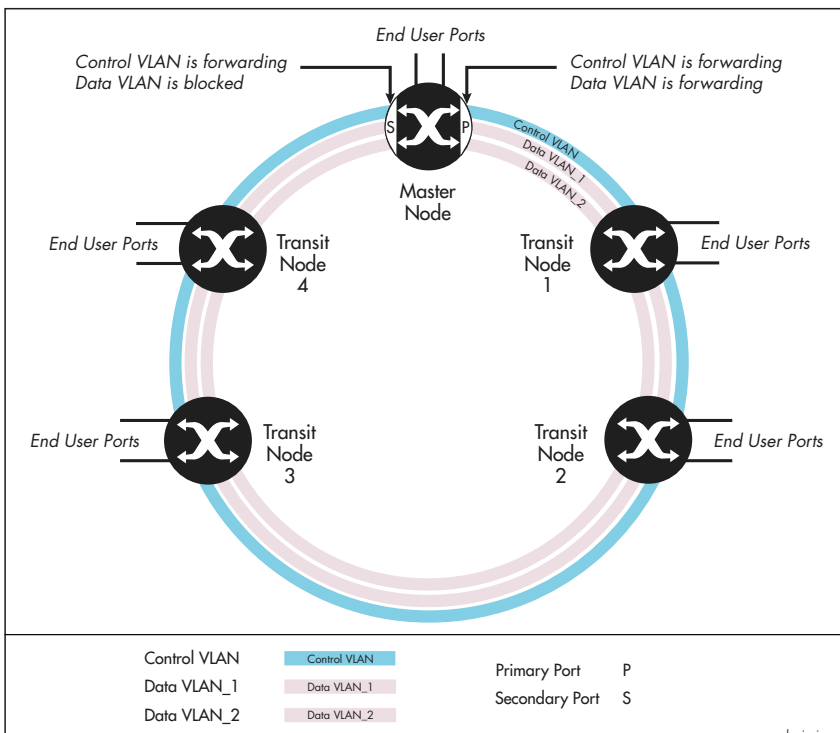 End User Ports
Control VLAN is forwarding
Data VLAN is blocked
Control VLAN is forwarding
Data VLAN is forwarding
S
P
Control VLAN
Data VLAN_1
Data VLAN_2
Master
Node
End User Ports
Transit
Node
4
Transit
Node
1
End User Ports
End User Ports
Transit
Node
3
Transit
Node
2
End User Ports
Control VLAN
Control VLAN
Data VLAN_1
Data VLAN_1
Data VLAN_2
Data VLAN_2
Primary Port P
Secondary Port S